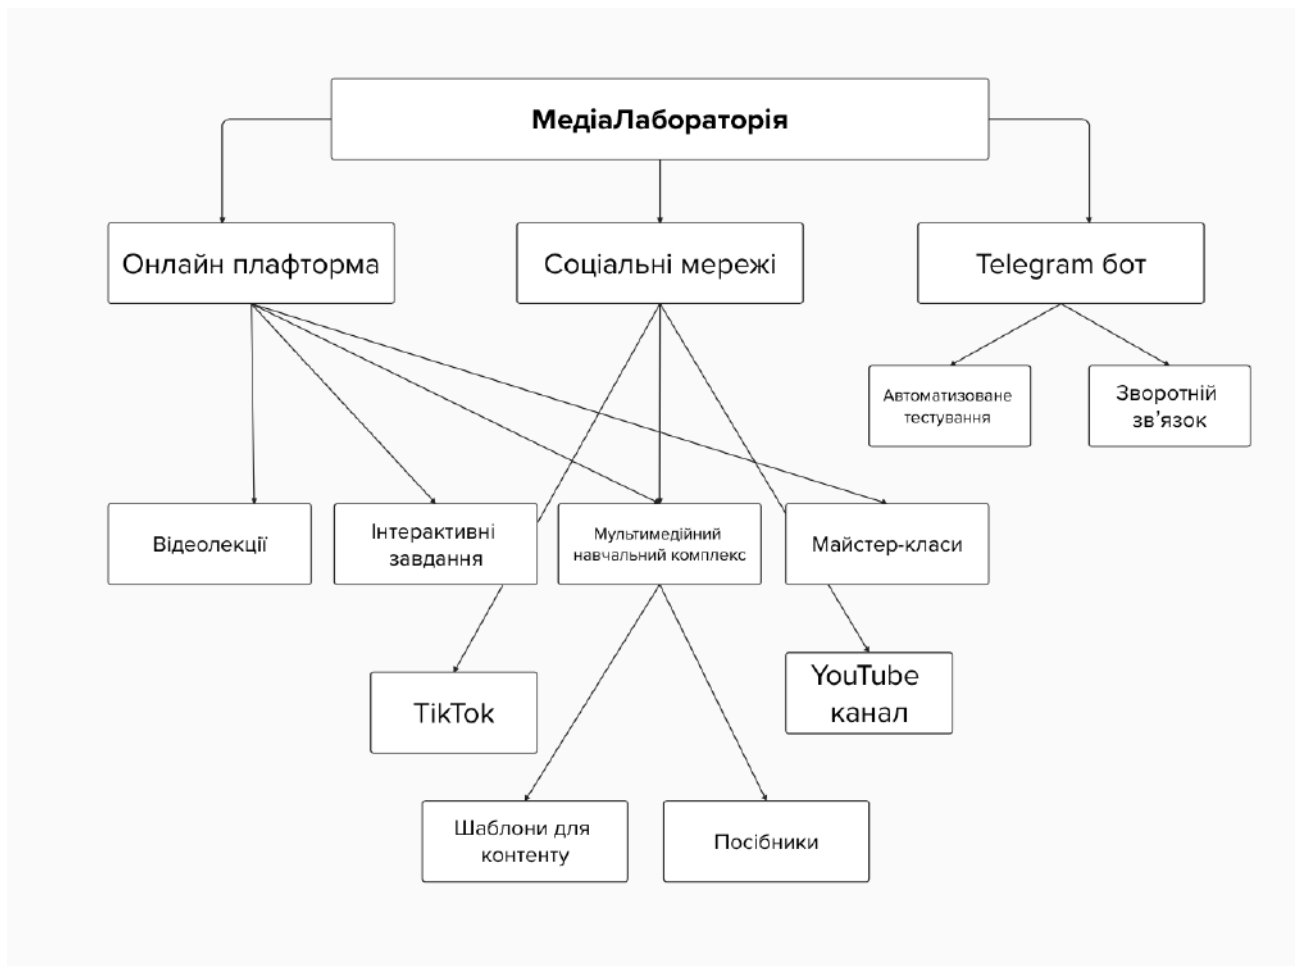 МедіаЛабораторія
Онлайн плафторма
Соціальні мережі
Telegram бот
Автоматизоване
тестування
Зворотній
зв'язок
Відеолекції
Інтерактивні
завдання
Мультимедійний
навчальний комплекс
Майстер-класи
TikTok
YouTube
канал
Шаблони для
контенту
Посібники